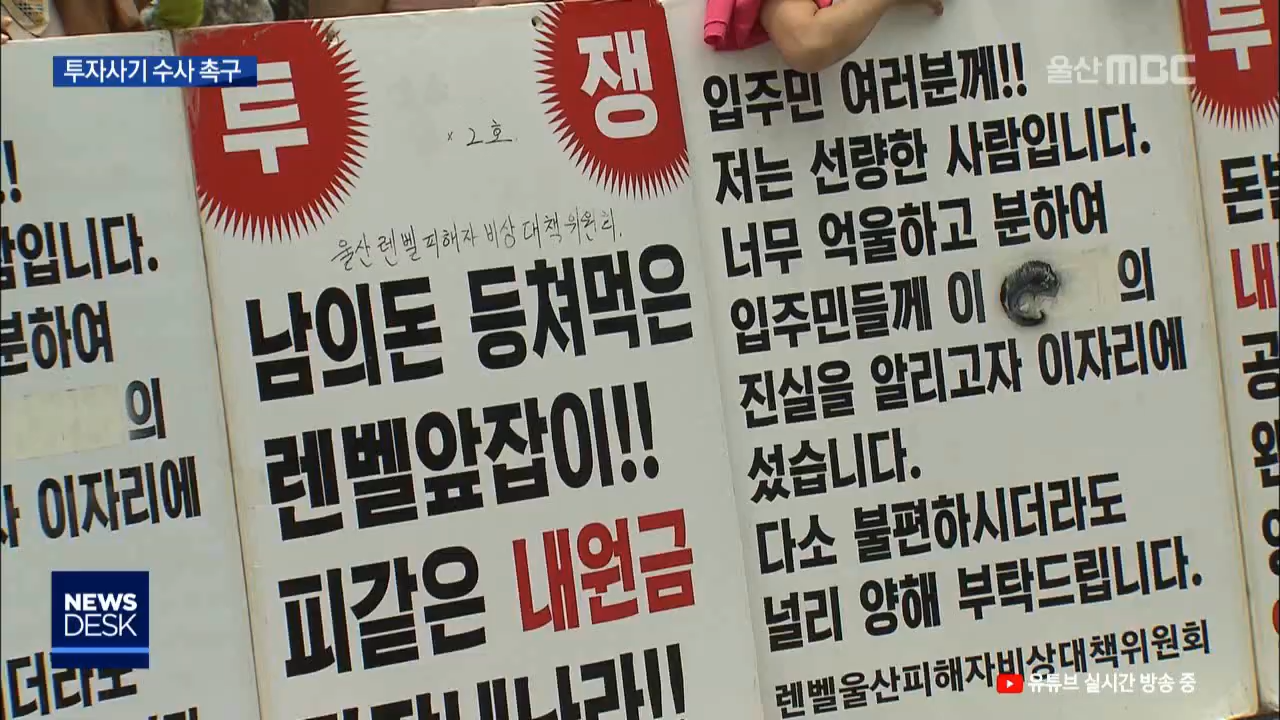 투자사기 수사 촉구
울산MBC
투쟁
× 2호
울산렌벨피해자비상대책위원회.
남의돈 등쳐먹은
렌벨앞잡이!!
피같은 내원금
입주민 여러분께!!
저는 선량한 사람입니다.
너무 억울하고 분하여
입주민들께 이
의
진실을 알리고자 이자리에
섰습니다.
다소 불편하시더라도
널리 양해 부탁드립니다.
렌벨울산피해자비상대책위원회
입니다.
분하여
의
이자리에
더라도
투
돈
내
공
NEWS
DESK
유튜브 실시간 방송 중